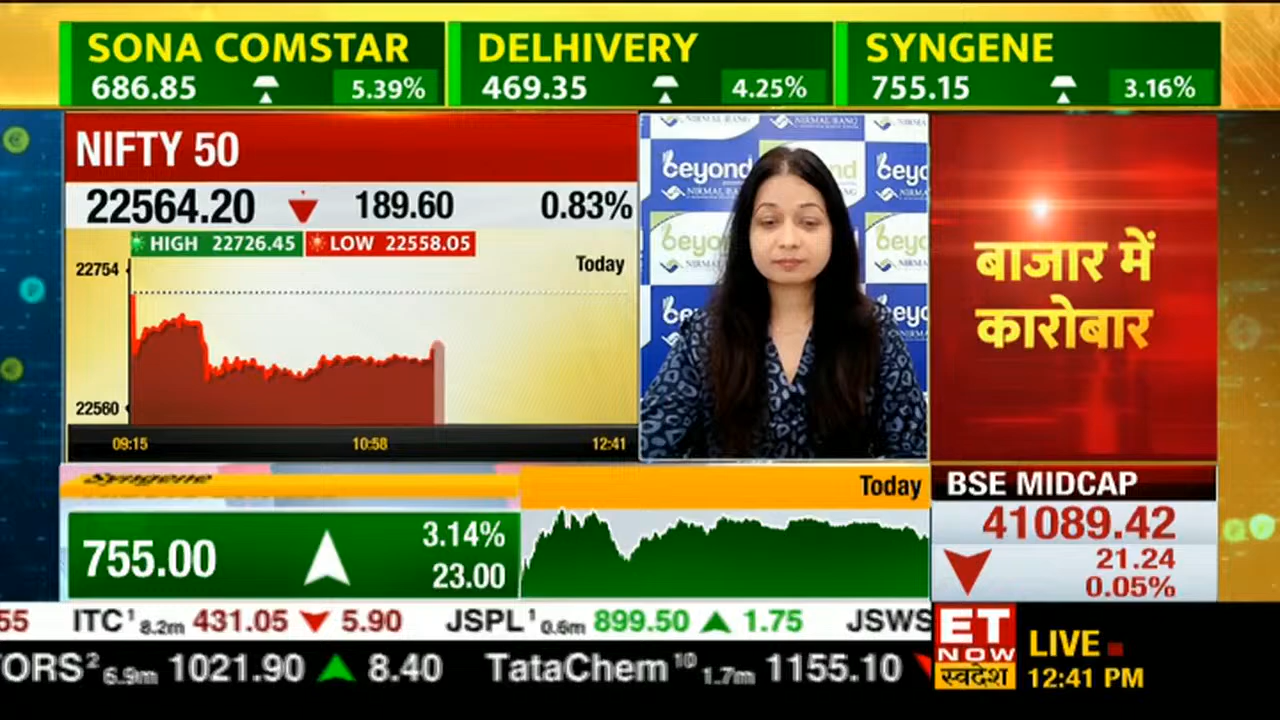 SONA COMSTAR
686.85 5.39%
DELHIVERY
469.35 4.25%
SYNGENE
755.15 3.16%
NIFTY 50
22564.20 189.60 0.83%
HIGH 22726.45 LOW 22558.05
Today
22754
22560
09:15 10:58 12:41
beyond
NIRMAL BANG
बाजार में
कारोबार
Syngene
Today
755.00 3.14%
23.00
BSE MIDCAP
41089.42
21.24
0.05%
55 ITC¹ 8.2m 431.05 5.90 JSPL¹ 0.6m 899.50 1.75 JSWS
TORS² 6.9m 1021.90 8.40 TataChem¹⁰ 1.7m 1155.10
ET
NOW
स्वदेश
LIVE
12:41 PM